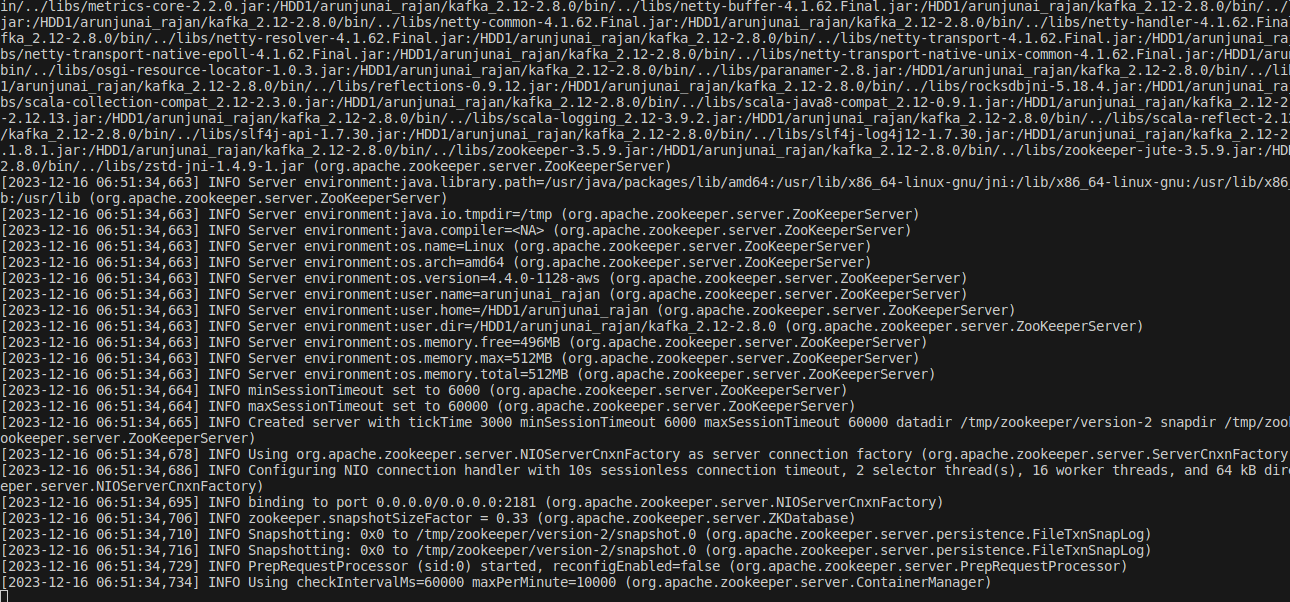 in/../libs/metrics-core-2.2.0.jar:/HDD1/arunjunai_rajan/kafka_2.12-2.8.0/bin/../libs/netty-buffer-4.1.62.Final.jar:/HDD1/arunjunai_rajan/kafka_2.12-2.8.0/bin/../l
jar:/HDD1/arunjunai_rajan/kafka_2.12-2.8.0/bin/../libs/netty-common-4.1.62.Final.jar:/HDD1/arunjunai_rajan/kafka_2.12-2.8.0/bin/../libs/netty-handler-4.1.62.Fina
fka_2.12-2.8.0/bin/../libs/netty-resolver-4.1.62.Final.jar:/HDD1/arunjunai_rajan/kafka_2.12-2.8.0/bin/../libs/netty-transport-4.1.62.Final.jar:/HDD1/arunjunai_ra
bs/netty-transport-native-epoll-4.1.62.Final.jar:/HDD1/arunjunai_rajan/kafka_2.12-2.8.0/bin/../libs/netty-transport-native-unix-common-4.1.62.Final.jar:/HDD1/aru
bin/../libs/osgi-resource-locator-1.0.3.jar:/HDD1/arunjunai_rajan/kafka_2.12-2.8.0/bin/../libs/paranamer-2.8.jar:/HDD1/arunjunai_rajan/kafka_2.12-2.8.0/bin/../li
1/arunjunai_rajan/kafka_2.12-2.8.0/bin/../libs/reflections-0.9.12.jar:/HDD1/arunjunai_rajan/kafka_2.12-2.8.0/bin/../libs/rocksdbjni-5.18.4.jar:/HDD1/arunjunai_ra
bs/scala-collection-compat_2.12-2.3.0.jar:/HDD1/arunjunai_rajan/kafka_2.12-2.8.0/bin/../libs/scala-java8-compat_2.12-0.9.1.jar:/HDD1/arunjunai_rajan/kafka_2.12-2
-2.12.13.jar:/HDD1/arunjunai_rajan/kafka_2.12-2.8.0/bin/../libs/scala-logging_2.12-3.9.2.jar:/HDD1/arunjunai_rajan/kafka_2.12-2.8.0/bin/../libs/scala-reflect-2.12
/kafka_2.12-2.8.0/bin/../libs/slf4j-api-1.7.30.jar:/HDD1/arunjunai_rajan/kafka_2.12-2.8.0/bin/../libs/slf4j-log4j12-1.7.30.jar:/HDD1/arunjunai_rajan/kafka_2.12-2
.1.8.1.jar:/HDD1/arunjunai_rajan/kafka_2.12-2.8.0/bin/../libs/zookeeper-3.5.9.jar:/HDD1/arunjunai_rajan/kafka_2.12-2.8.0/bin/../libs/zookeeper-jute-3.5.9.jar:/HD
2.8.0/bin/../libs/zstd-jni-1.4.9-1.jar (org.apache.zookeeper.server.ZooKeeperServer)
[2023-12-16 06:51:34,663] INFO Server environment:java.library.path=/usr/java/packages/lib/amd64:/usr/lib/x86_64-linux-gnu/jni:/lib/x86_64-linux-gnu:/usr/lib/x86_
b:/usr/lib (org.apache.zookeeper.server.ZooKeeperServer)
[2023-12-16 06:51:34,663] INFO Server environment:java.io.tmpdir=/tmp (org.apache.zookeeper.server.ZooKeeperServer)
[2023-12-16 06:51:34,663] INFO Server environment:java.compiler=<NA> (org.apache.zookeeper.server.ZooKeeperServer)
[2023-12-16 06:51:34,663] INFO Server environment:os.name=Linux (org.apache.zookeeper.server.ZooKeeperServer)
[2023-12-16 06:51:34,663] INFO Server environment:os.arch=amd64 (org.apache.zookeeper.server.ZooKeeperServer)
[2023-12-16 06:51:34,663] INFO Server environment:os.version=4.4.0-1128-aws (org.apache.zookeeper.server.ZooKeeperServer)
[2023-12-16 06:51:34,663] INFO Server environment:user.name=arunjunai_rajan (org.apache.zookeeper.server.ZooKeeperServer)
[2023-12-16 06:51:34,663] INFO Server environment:user.home=/HDD1/arunjunai_rajan (org.apache.zookeeper.server.ZooKeeperServer)
[2023-12-16 06:51:34,663] INFO Server environment:user.dir=/HDD1/arunjunai_rajan/kafka_2.12-2.8.0 (org.apache.zookeeper.server.ZooKeeperServer)
[2023-12-16 06:51:34,663] INFO Server environment:os.memory.free=496MB (org.apache.zookeeper.server.ZooKeeperServer)
[2023-12-16 06:51:34,663] INFO Server environment:os.memory.max=512MB (org.apache.zookeeper.server.ZooKeeperServer)
[2023-12-16 06:51:34,663] INFO Server environment:os.memory.total=512MB (org.apache.zookeeper.server.ZooKeeperServer)
[2023-12-16 06:51:34,664] INFO minSessionTimeout set to 6000 (org.apache.zookeeper.server.ZooKeeperServer)
[2023-12-16 06:51:34,664] INFO maxSessionTimeout set to 60000 (org.apache.zookeeper.server.ZooKeeperServer)
[2023-12-16 06:51:34,665] INFO Created server with tickTime 3000 minSessionTimeout 6000 maxSessionTimeout 60000 datadir /tmp/zookeeper/version-2 snapdir /tmp/zoo
ookeeper.server.ZooKeeperServer)
[2023-12-16 06:51:34,678] INFO Using org.apache.zookeeper.server.NIOServerCnxnFactory as server connection factory (org.apache.zookeeper.server.ServerCnxnFactory
[2023-12-16 06:51:34,686] INFO Configuring NIO connection handler with 10s sessionless connection timeout, 2 selector thread(s), 16 worker threads, and 64 kB dire
eper.server.NIOServerCnxnFactory)
[2023-12-16 06:51:34,695] INFO binding to port 0.0.0.0/0.0.0.0:2181 (org.apache.zookeeper.server.NIOServerCnxnFactory)
[2023-12-16 06:51:34,706] INFO zookeeper.snapshotSizeFactor = 0.33 (org.apache.zookeeper.server.ZKDatabase)
[2023-12-16 06:51:34,710] INFO Snapshotting: 0x0 to /tmp/zookeeper/version-2/snapshot.0 (org.apache.zookeeper.server.persistence.FileTxnSnapLog)
[2023-12-16 06:51:34,716] INFO Snapshotting: 0x0 to /tmp/zookeeper/version-2/snapshot.0 (org.apache.zookeeper.server.persistence.FileTxnSnapLog)
[2023-12-16 06:51:34,729] INFO PrepRequestProcessor (sid:0) started, reconfigEnabled=false (org.apache.zookeeper.server.PrepRequestProcessor)
[2023-12-16 06:51:34,734] INFO Using checkIntervalMs=60000 maxPerMinute=10000 (org.apache.zookeeper.server.ContainerManager)